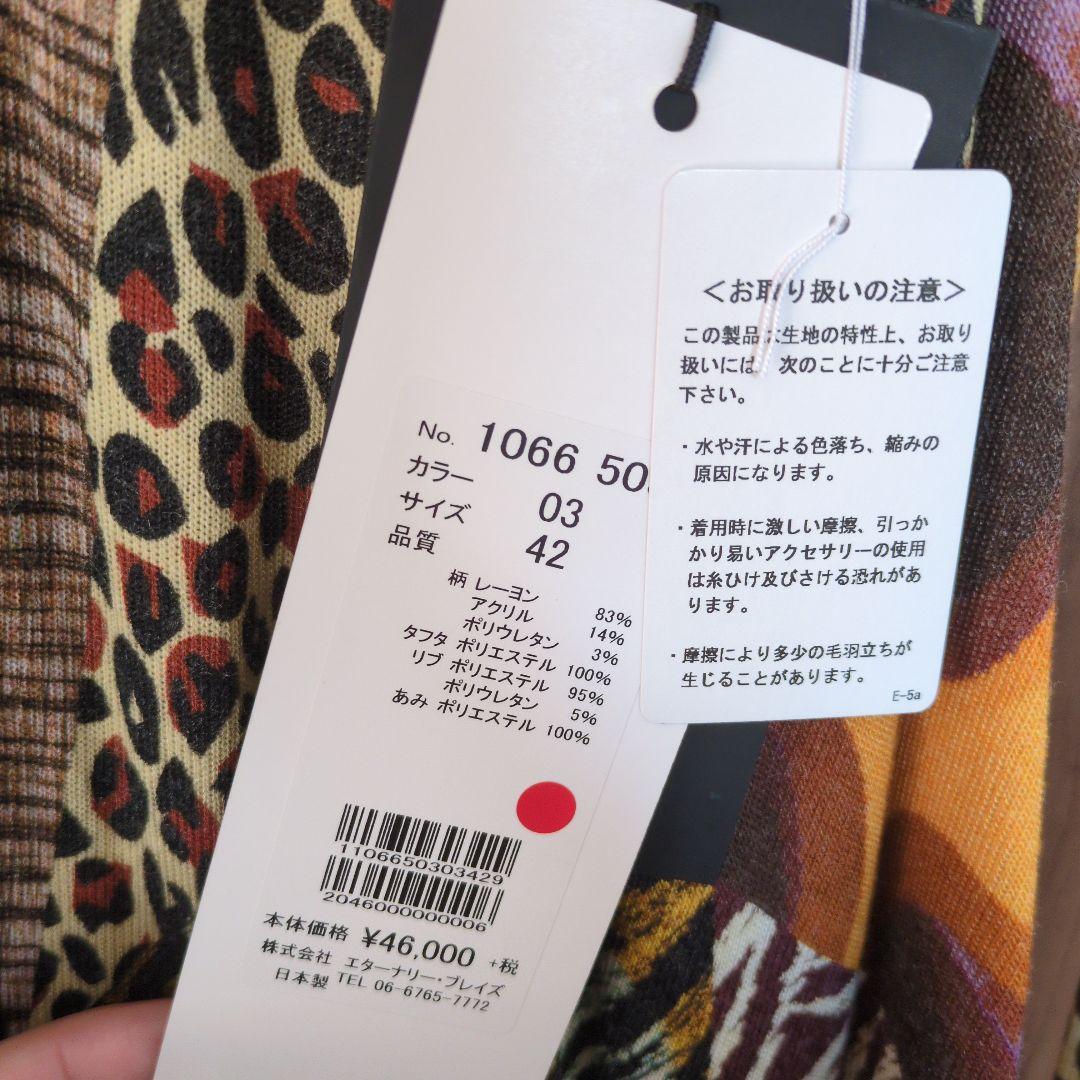 No. 1066 50
カラー 03
サイズ 42
品質
柄 レーヨン 83%
アクリル 14%
ポリウレタン 3%
タフタ ポリエステル 100%
リブ ポリエステル 95%
ポリウレタン 5%
あみ ポリエステル 100%
1106650303429
2046000000006
本体価格 ¥46,000 +税
株式会社 エターナリー・ブレイズ
日本製 TEL 06-6765-7772
＜お取り扱いの注意＞
この製品は生地の特性上、お取り
扱いには 次のことに十分ご注意
下さい。
・水や汗による色落ち、縮みの
原因になります。
・着用時に激しい摩擦、引っか
かり易いアクセサリーの使用
は糸ひけ及びさける恐れがあ
ります。
・摩擦により多少の毛羽立ちが
生じることがあります。
E-5a